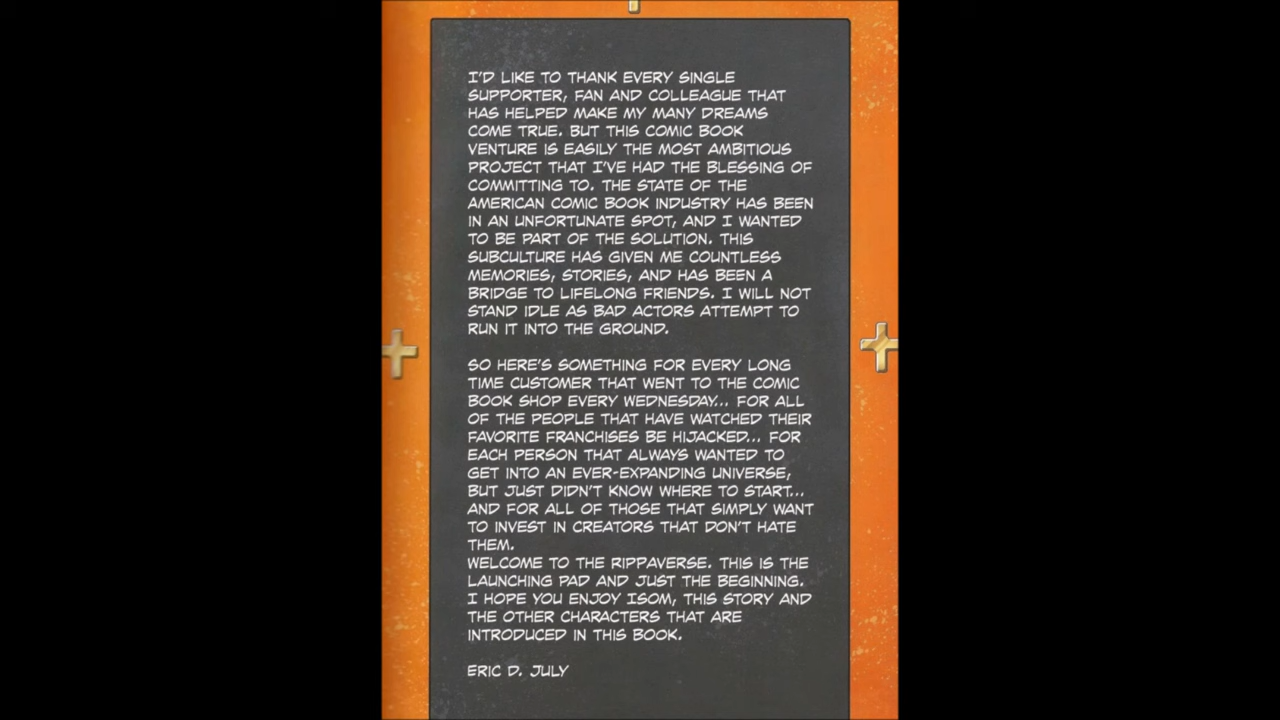 I'D LIKE TO THANK EVERY SINGLE
SUPPORTER, FAN AND COLLEAGUE THAT
HAS HELPED MAKE MY MANY DREAMS
COME TRUE. BUT THIS COMIC BOOK
VENTURE IS EASILY THE MOST AMBITIOUS
PROJECT THAT I'VE HAD THE BLESSING OF
COMMITTING TO. THE STATE OF THE
AMERICAN COMIC BOOK INDUSTRY HAS BEEN
IN AN UNFORTUNATE SPOT, AND I WANTED
TO BE PART OF THE SOLUTION. THIS
SUBCULTURE HAS GIVEN ME COUNTLESS
MEMORIES, STORIES, AND HAS BEEN A
BRIDGE TO LIFELONG FRIENDS. I WILL NOT
STAND IDLE AS BAD ACTORS ATTEMPT TO
RUN IT INTO THE GROUND.
SO HERE'S SOMETHING FOR EVERY LONG
TIME CUSTOMER THAT WENT TO THE COMIC
BOOK SHOP EVERY WEDNESDAY... FOR ALL
OF THE PEOPLE THAT HAVE WATCHED THEIR
FAVORITE FRANCHISES BE HIJACKED... FOR
EACH PERSON THAT ALWAYS WANTED TO
GET INTO AN EVER-EXPANDING UNIVERSE,
BUT JUST DIDN'T KNOW WHERE TO START...
AND FOR ALL OF THOSE THAT SIMPLY WANT
TO INVEST IN CREATORS THAT DON'T HATE
THEM.
WELCOME TO THE RIPPAVERSE. THIS IS THE
LAUNCHING PAD AND JUST THE BEGINNING.
I HOPE YOU ENJOY ISOM, THIS STORY AND
THE OTHER CHARACTERS THAT ARE
INTRODUCED IN THIS BOOK.
ERIC D. JULY